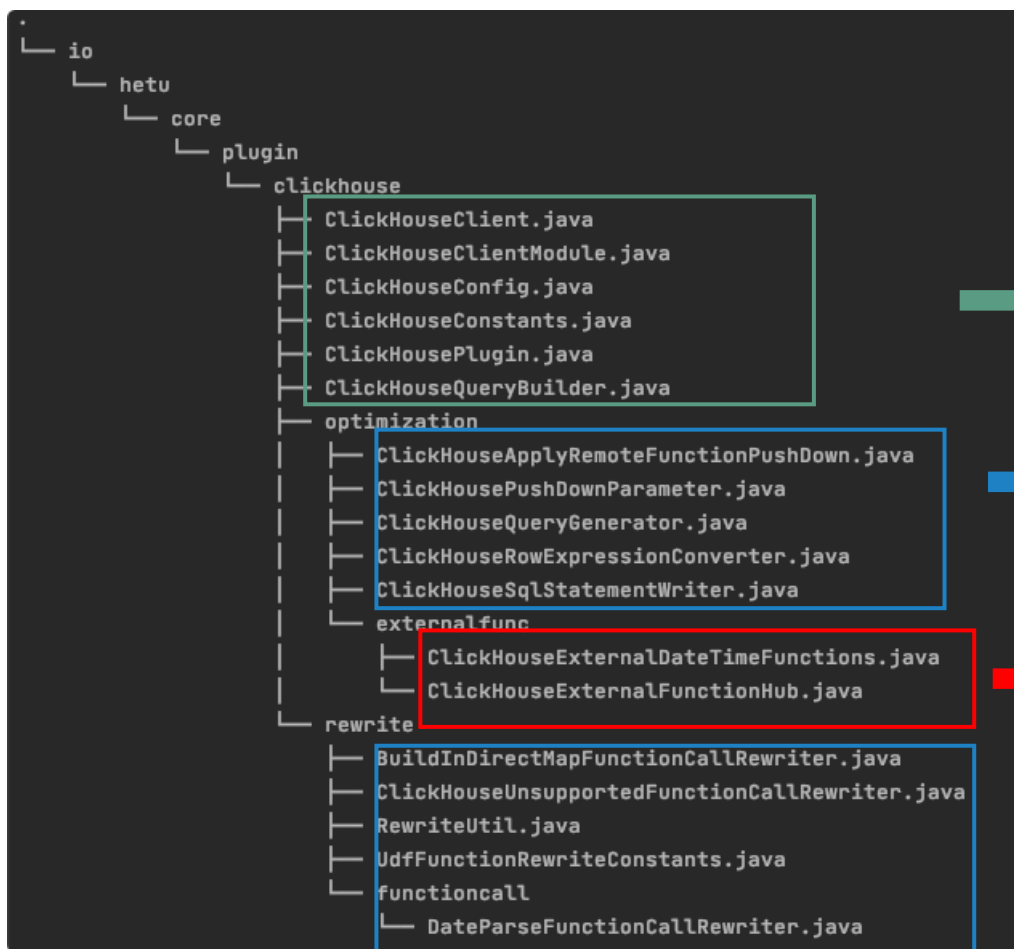 .
└── io
    └── hetu
        └── core
            └── plugin
                └── clickhouse
                    ├── ClickHouseClient.java
                    ├── ClickHouseClientModule.java
                    ├── ClickHouseConfig.java
                    ├── ClickHouseConstants.java
                    ├── ClickHousePlugin.java
                    ├── ClickHouseQueryBuilder.java
                    ├── optimization
                    │   ├── ClickHouseApplyRemoteFunctionPushDown.java
                    │   ├── ClickHousePushDownParameter.java
                    │   ├── ClickHouseQueryGenerator.java
                    │   ├── ClickHouseRowExpressionConverter.java
                    │   ├── ClickHouseSqlStatementWriter.java
                    │   └── externalfunc
                    │       ├── ClickHouseExternalDateTimeFunctions.java
                    │       └── ClickHouseExternalFunctionHub.java
                    └── rewrite
                        ├── BuildInDirectMapFunctionCallRewriter.java
                        ├── ClickHouseUnsupportedFunctionCallRewriter.java
                        ├── RewriteUtil.java
                        ├── UdfFunctionRewriteConstants.java
                        └── functioncall
                            └── DateParseFunctionCallRewriter.java